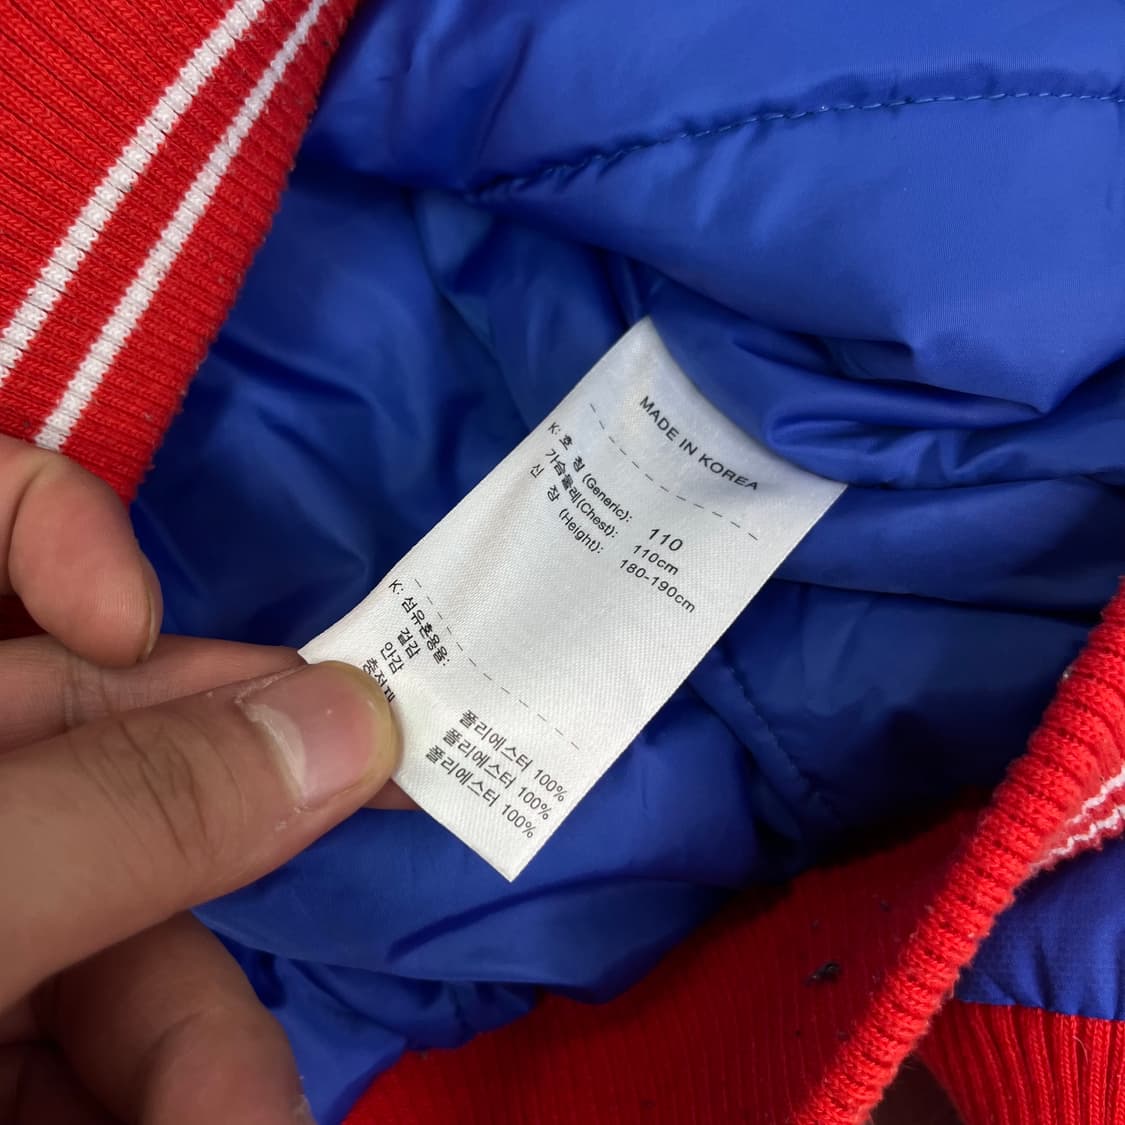 MADE IN KOREA
K: 호 칭 (Generic): 110
가슴둘레(Chest): 110cm
신 장 (Height): 180-190cm
K: 섬유혼용율:
겉감 폴리에스터 100%
안감 폴리에스터 100%
충전재 폴리에스터 100%